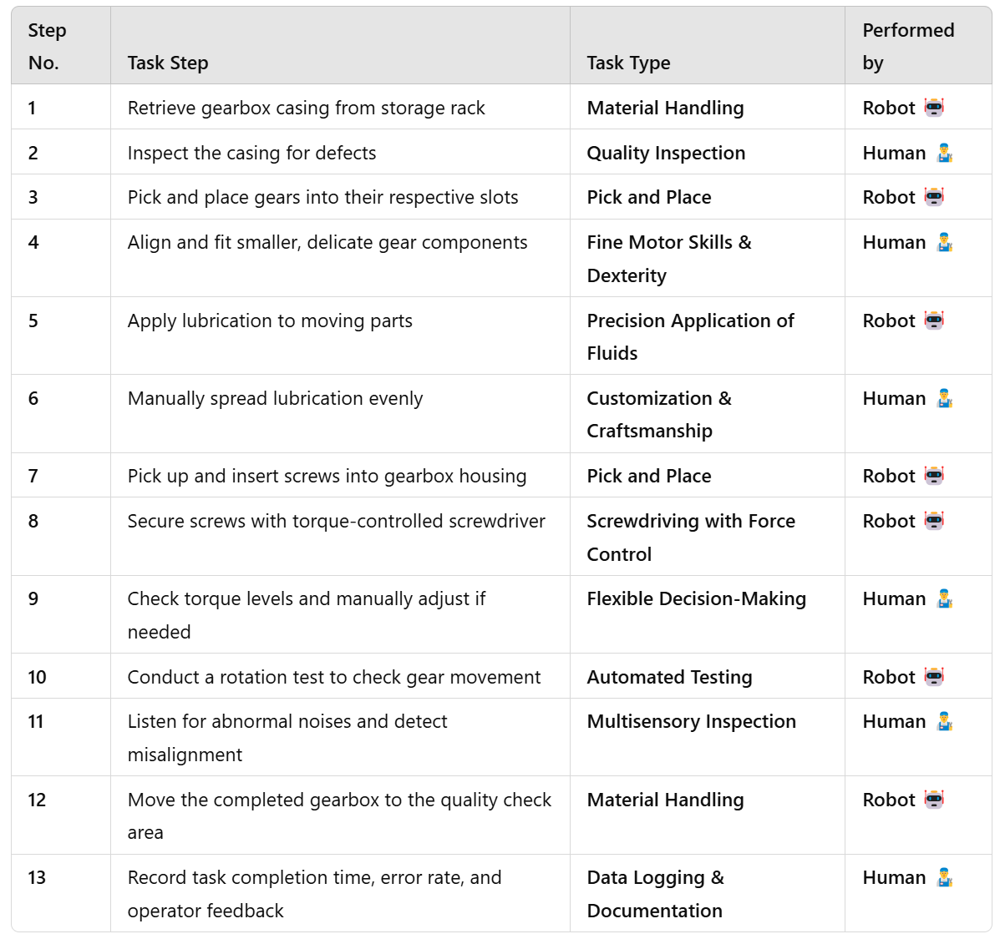 Step No. Task Step Task Type Performed by
1 Retrieve gearbox casing from storage rack Material Handling Robot
2 Inspect the casing for defects Quality Inspection Human
3 Pick and place gears into their respective slots Pick and Place Robot
4 Align and fit smaller, delicate gear components Fine Motor Skills & Dexterity Human
5 Apply lubrication to moving parts Precision Application of Fluids Robot
6 Manually spread lubrication evenly Customization & Craftsmanship Human
7 Pick up and insert screws into gearbox housing Pick and Place Robot
8 Secure screws with torque-controlled screwdriver Screwdriving with Force Control Robot
9 Check torque levels and manually adjust if needed Flexible Decision-Making Human
10 Conduct a rotation test to check gear movement Automated Testing Robot
11 Listen for abnormal noises and detect misalignment Multisensory Inspection Human
12 Move the completed gearbox to the quality check area Material Handling Robot
13 Record task completion time, error rate, and operator feedback Data Logging & Documentation Human